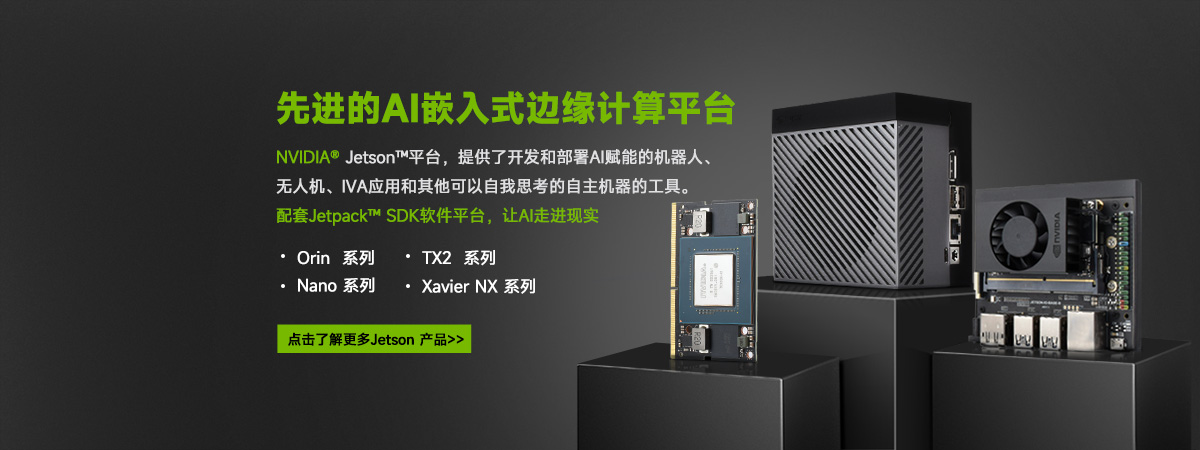 先进的AI嵌入式边缘计算平台
NVIDIA® Jetson™平台，提供了开发和部署AI赋能的机器人、
无人机、IVA应用和其他可以自我思考的自主机器的工具。
配套Jetpack™ SDK软件平台，让AI走进现实
· Orin 系列 · TX2 系列
· Nano 系列 · Xavier NX 系列
点击了解更多Jetson 产品>>
NVIDIA